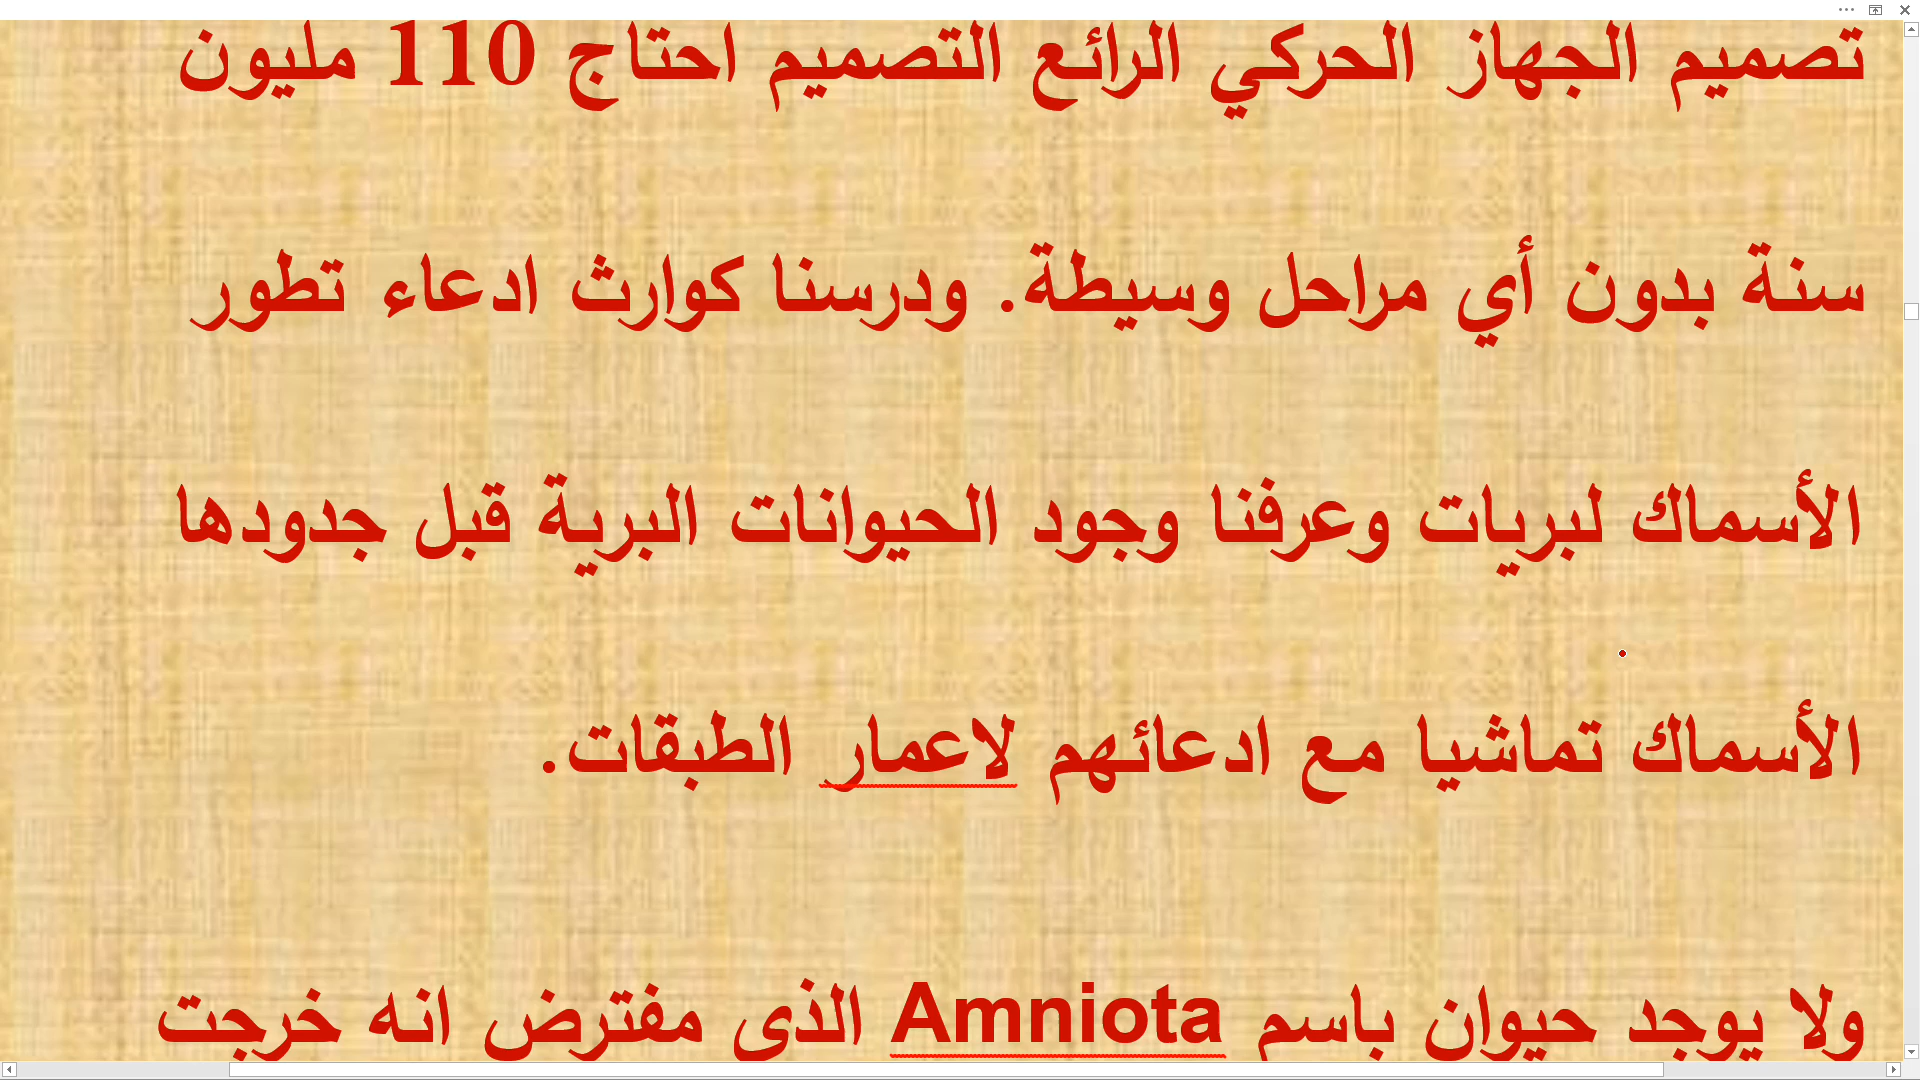 تصميم الجهاز الحركي الرائع التصميم احتاج 110 مليون
سنة بدون أي مراحل وسيطة. ودرسنا كوارث ادعاء تطور
الأسماك لبريات وعرفنا وجود الحيوانات البرية قبل جدودها
الأسماك تماشيا مع ادعائهم لاعمار الطبقات.
ولا يوجد حيوان باسم Amniota الذى مفترض انه خرجت